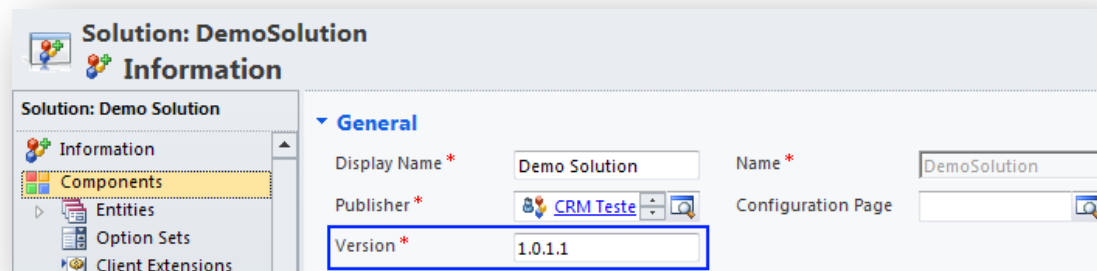 Solution: DemoSolution
Information
Solution: Demo Solution
Information
Components
Entities
Option Sets
Client Extensions
General
Display Name * Demo Solution Name * DemoSolution
Publisher * CRM Teste Configuration Page
Version * 1.0.1.1